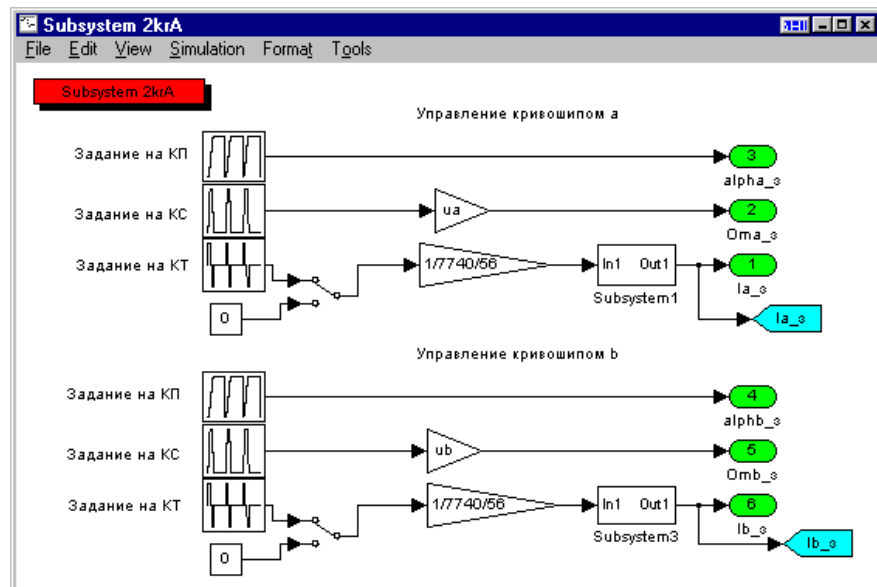 Subsystem 2krA
File Edit View Simulation Format Tools
Subsystem 2krA
Управление кривошипом a
Задание на КП
3
alpha_s
Задание на КС
ua
2
Oma_s
Задание на КТ
1/7740/56
In1 Out1
1
Subsystem1
Ia_s
0
Ia_s
Управление кривошипом b
Задание на КП
4
alphb_s
Задание на КС
ub
5
Omb_s
Задание на КТ
1/7740/56
In1 Out1
6
Subsystem3
Ib_s
0
Ib_s